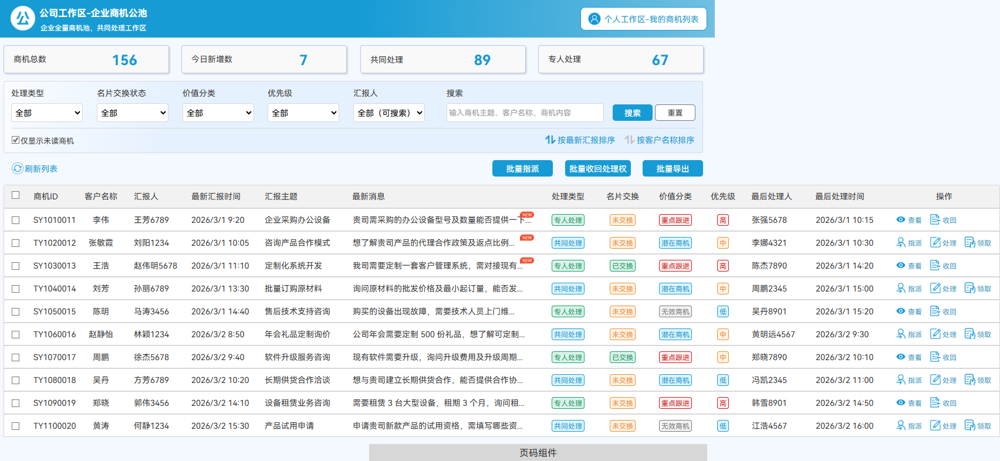 公 公司工作区-企业商机公池
企业全量商机池，共同处理工作区
个人工作区-我的商机列表
商机总数 156 今日新增数 7 共同处理 89 专人处理 67
处理类型 名片交换状态 价值分类 优先级 汇报人 搜索
全部 全部 全部 全部 全部（可搜索） 输入商机主题、客户名称、商机内容 搜索 重置
仅显示未读商机 按最新汇报排序 按客户名称排序
刷新列表 批量指派 批量收回处理权 批量导出
商机ID 客户名称 汇报人 最新汇报时间 汇报主题 最新消息 处理类型 名片交换 价值分类 优先级 最后处理人 最后处理时间 操作
SY1010011 李伟 王芳6789 2026/3/1 9:20 企业采购办公设备 贵司需采购的办公设备型号及数量能否提供一下... NEW 专人处理 未交换 重点跟进 高 张强5678 2026/3/1 10:15 查看 收回
TY1020012 张敏霞 刘阳1234 2026/3/1 10:05 咨询产品合作模式 想了解贵司产品的代理合作政策及返点比例... NEW 共同处理 未交换 潜在商机 中 李娜4321 2026/3/1 10:30 指派 处理 领取
SY1030013 王浩 赵伟明5678 2026/3/1 11:10 定制化系统开发 我司需要定制一套客户管理系统，需对接现有... NEW 专人处理 已交换 重点跟进 高 陈杰7890 2026/3/1 14:20 查看 收回
TY1040014 刘芳 孙丽6789 2026/3/1 13:30 批量订购原材料 询问原材料的批发价格及最小起订量，能否发... 共同处理 未交换 潜在商机 中 周鹏2345 2026/3/1 15:00 指派 处理 领取
SY1050015 陈明 马涛3456 2026/3/1 14:40 售后技术支持咨询 购买的设备出现故障，需要技术人员上门维... 专人处理 未交换 无效商机 低 吴丹8901 2026/3/1 15:20 查看 收回
TY1060016 赵静怡 林颖1234 2026/3/2 8:50 年会礼品定制询价 公司年会需要定制 500 份礼品，想了解可定制... 共同处理 未交换 潜在商机 中 黄明远4567 2026/3/2 9:30 指派 处理 领取
SY1070017 周鹏 徐杰5678 2026/3/2 9:40 软件升级服务咨询 现有软件需要升级，询问升级费用及升级周期... 专人处理 已交换 重点跟进 中 郑晓7890 2026/3/2 10:10 查看 收回
TY1080018 吴丹 方芳6789 2026/3/2 10:20 长期供货合作洽谈 想与贵司建立长期供货合作，能否提供合作协... 共同处理 未交换 潜在商机 低 冯凯2345 2026/3/2 11:00 指派 处理 领取
SY1090019 郑晓 郭伟3456 2026/3/2 14:10 设备租赁业务咨询 需要租赁 3 台大型设备，租期 3 个月，询问租... 专人处理 未交换 重点跟进 高 韩雪8901 2026/3/2 14:50 查看 收回
TY1100020 黄涛 何静1234 2026/3/2 15:30 产品试用申请 申请贵司新款产品的试用资格，需填写哪些资... 共同处理 未交换 无效商机 低 江浩4567 2026/3/2 16:00 指派 处理 领取
页码组件